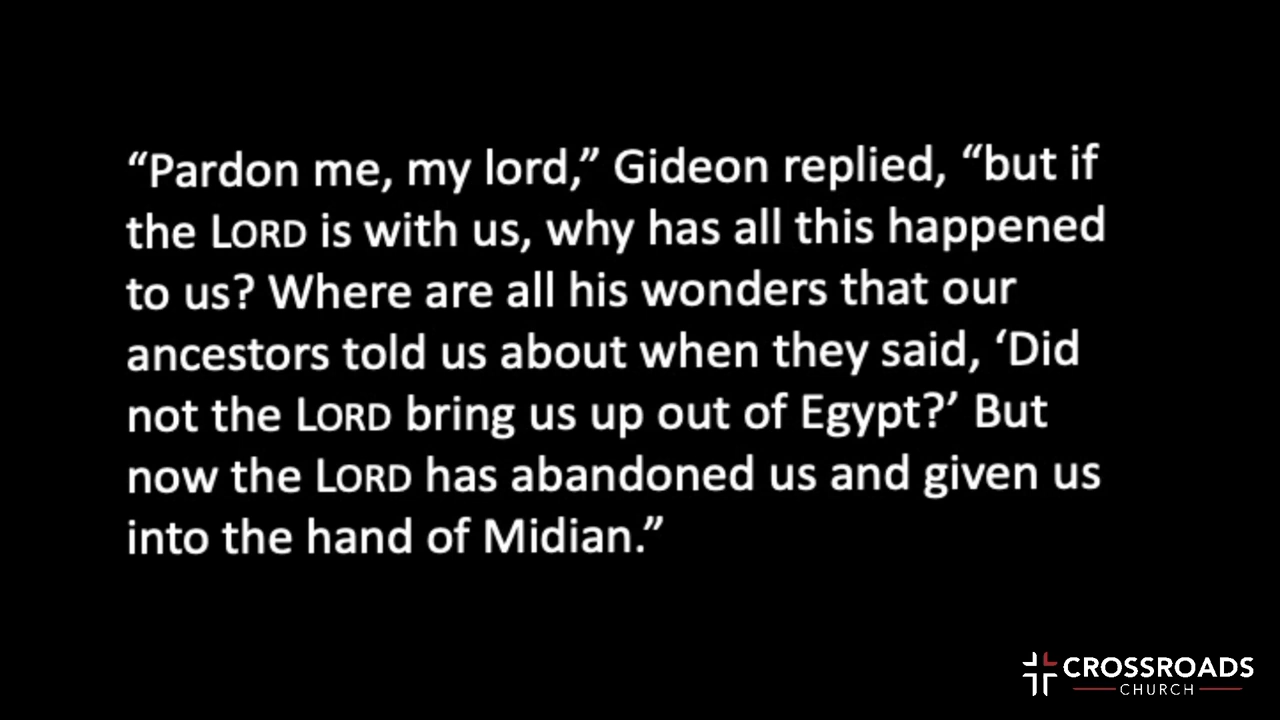 “Pardon me, my lord,” Gideon replied, “but if
the LORD is with us, why has all this happened
to us? Where are all his wonders that our
ancestors told us about when they said, ‘Did
not the LORD bring us up out of Egypt?’ But
now the LORD has abandoned us and given us
into the hand of Midian.”
CROSSROADS
CHURCH